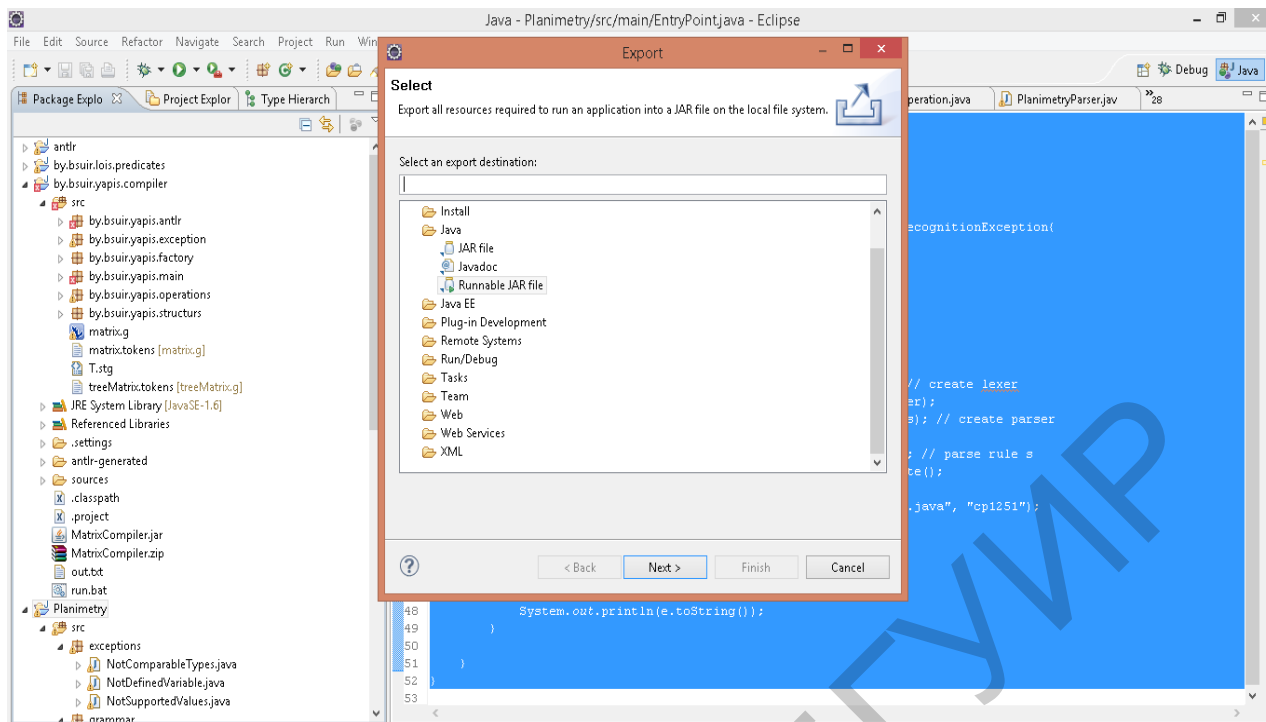 Java - Planimetry/src/main/EntryPoint.java - Eclipse
File Edit Source Refactor Navigate Search Project Run Win
Debug Java
Package Explo Project Explor Type Hierarch
peration.java PlanimetryParser.jav »28
antlr
by.bsuir.lois.predicates
by.bsuir.yapis.compiler
src
by.bsuir.yapis.antlr
by.bsuir.yapis.exception
by.bsuir.yapis.factory
by.bsuir.yapis.main
by.bsuir.yapis.operations
by.bsuir.yapis.structurs
matrix.g
matrix.tokens [matrix.g]
T.stg
treeMatrix.tokens [treeMatrix.g]
JRE System Library [JavaSE-1.6]
Referenced Libraries
.settings
antlr-generated
sources
.classpath
.project
MatrixCompiler.jar
MatrixCompiler.zip
out.txt
run.bat
Planimetry
src
exceptions
NotComparableTypes.java
NotDefinedVariable.java
NotSupportedValues.java
grammar
Export
Select
Export all resources required to run an application into a JAR file on the local file system.
Select an export destination:
Install
Java
JAR file
Javadoc
Runnable JAR file
Java EE
Plug-in Development
Remote Systems
Run/Debug
Tasks
Team
Web
Web Services
XML
? < Back Next > Finish Cancel
ecognitionException{
// create lexer
er);
s); // create parser
; // parse rule s
te();
.java", "cp1251");
48 System.out.println(e.toString());
49 }
50
51 }
52 }
53
ГУИР